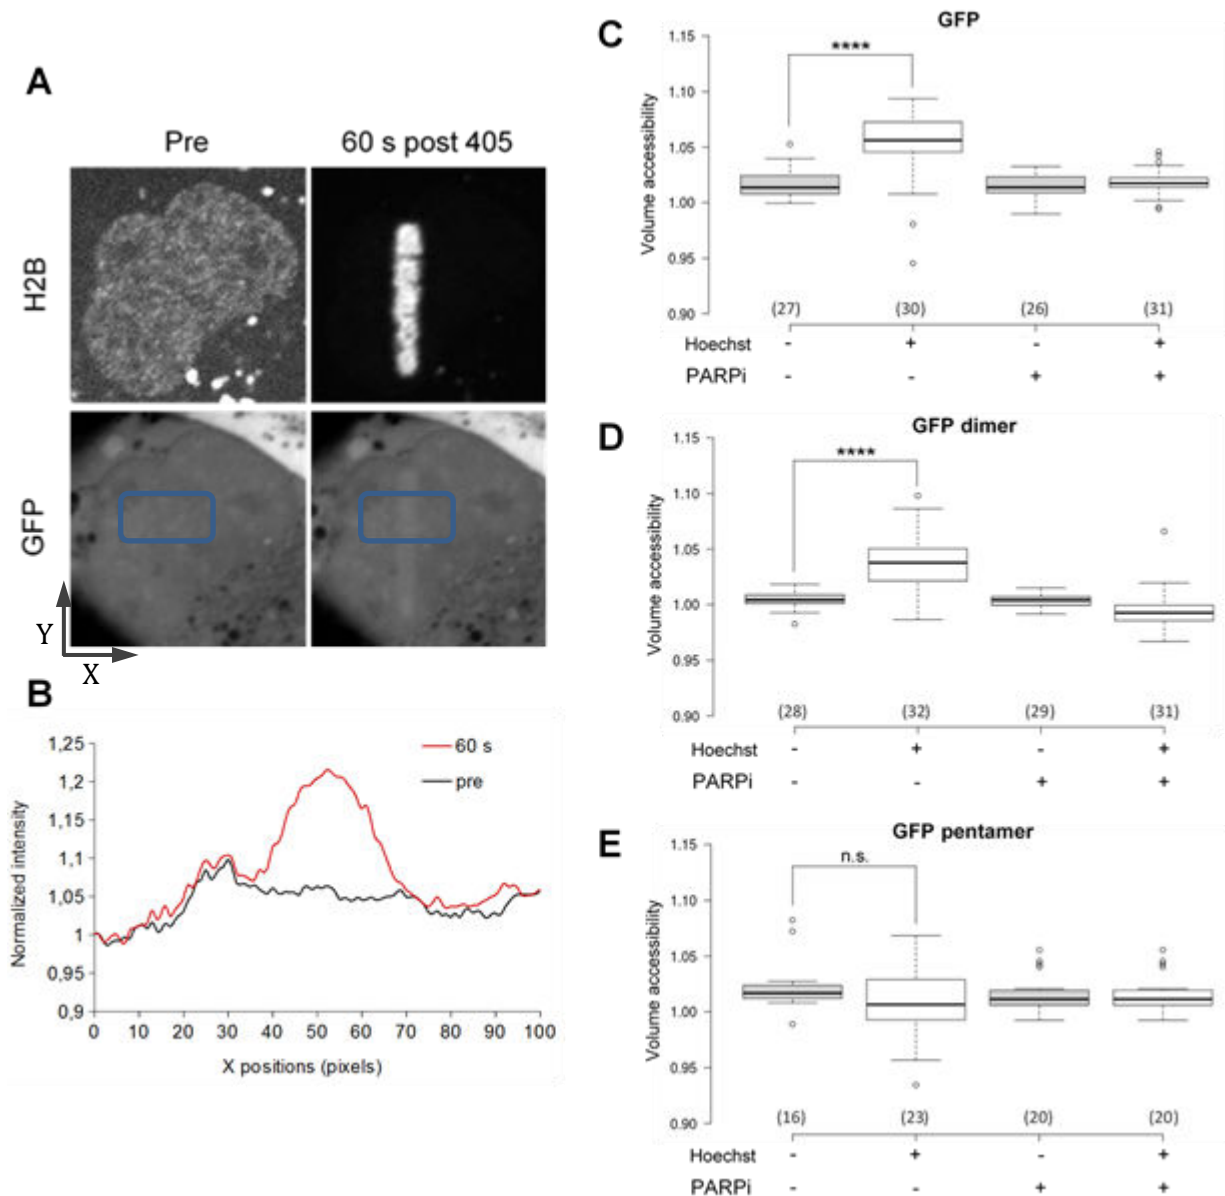 A
Pre
60 s post 405
H2B
GFP
Y
X
B
1,25
1,2
1,15
1,1
1,05
1
0,95
0,9
0 10 20 30 40 50 60 70 80 90 100
Normalized intensity
X positions (pixels)
60 s
pre
C
GFP
1.15
1.10
1.05
1.00
0.95
0.90
Volume accessibility
****
(27) (30) (26) (31)
Hoechst - + - +
PARPi - - + +
D
GFP dimer
1.15
1.10
1.05
1.00
0.95
0.90
Volume accessibility
****
(28) (32) (29) (31)
Hoechst - + - +
PARPi - - + +
E
GFP pentamer
1.15
1.10
1.05
1.00
0.95
0.90
Volume accessibility
n.s.
(16) (23) (20) (20)
Hoechst - + - +
PARPi - - + +